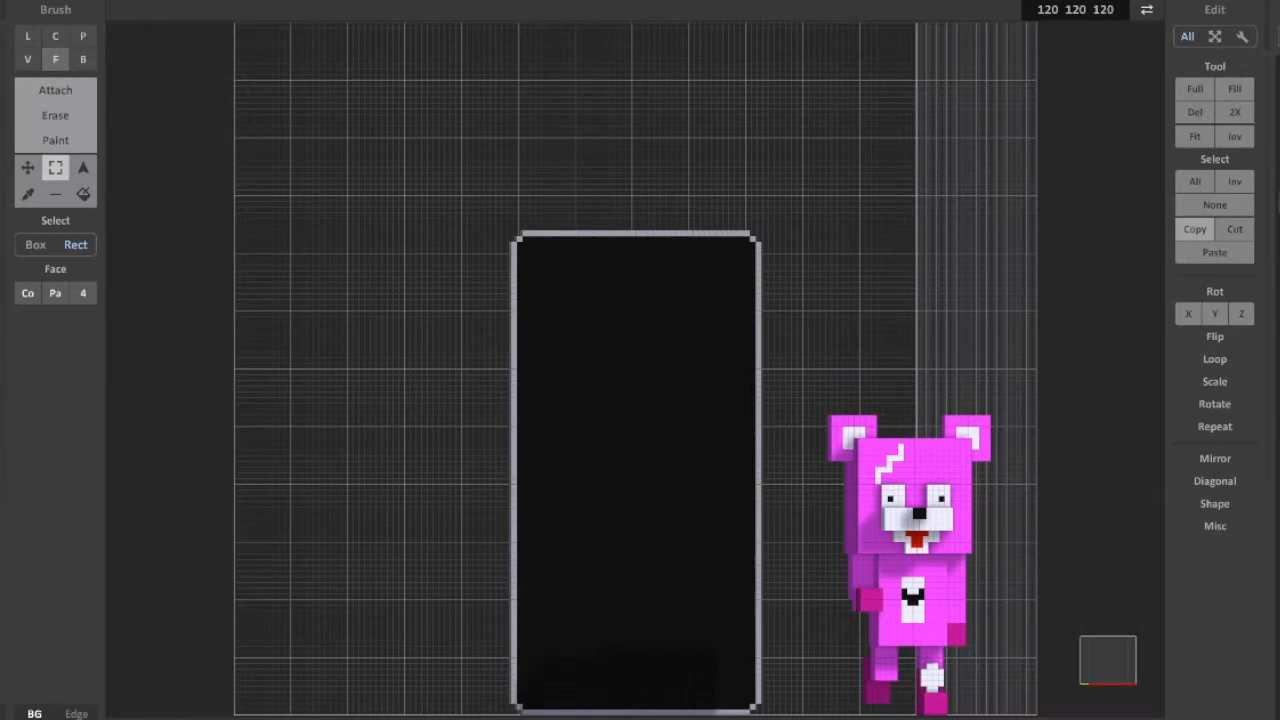 Brush
L C P
V F B
Attach
Erase
Paint
Select
Box Rect
Face
Co Pa 4
BG Edge
120 120 120
Edit
All
Tool
Full Fill
Del 2X
Fit Inv
Select
All Inv
None
Copy Cut
Paste
Rot
X Y Z
Flip
Loop
Scale
Rotate
Repeat
Mirror
Diagonal
Shape
Misc